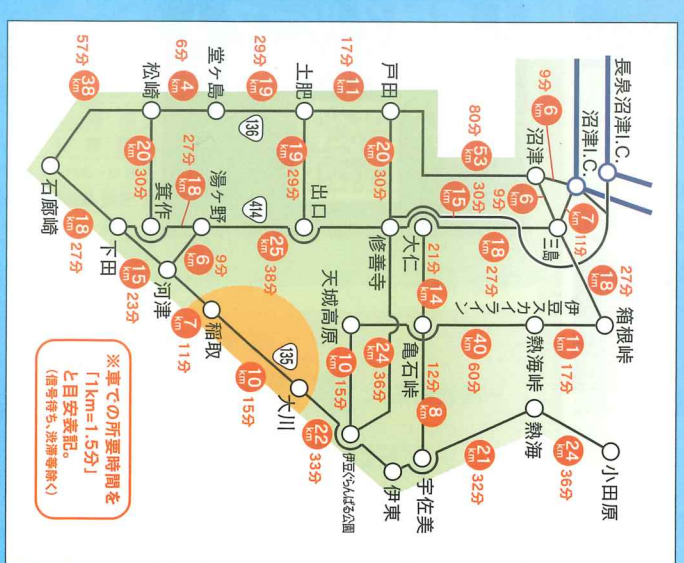 長泉沼津I.C.
沼津I.C.
9分
6km
沼津
9分
6km
7km
11分
三島
27分
18km
箱根峠
80分
53km
30分
15km
18km
27分
伊豆スカイライン
11km
17分
熱海峠
熱海
24km
36分
小田原
戸田
17分
11km
土肥
29分
19km
堂ヶ島
6分
4km
松崎
57分
38km
石廊崎
136
20km
30分
修善寺
大仁
21分
14km
亀石峠
40km
60分
12分
8km
宇佐美
21km
32分
伊東
19km
29分
出口
414
25km
38分
天城高原
24km
36分
10km
15分
伊豆ぐらんぱる公園
20km
30分
箕作
27分
18km
湯ヶ野
9分
6km
下田
18km
27分
15km
23分
河津
7km
11分
稲取
135
10km
15分
大川
22km
33分
※車での所要時間を
「1km=1.5分」
と目安表記。
(信号待ち、渋滞等除く)